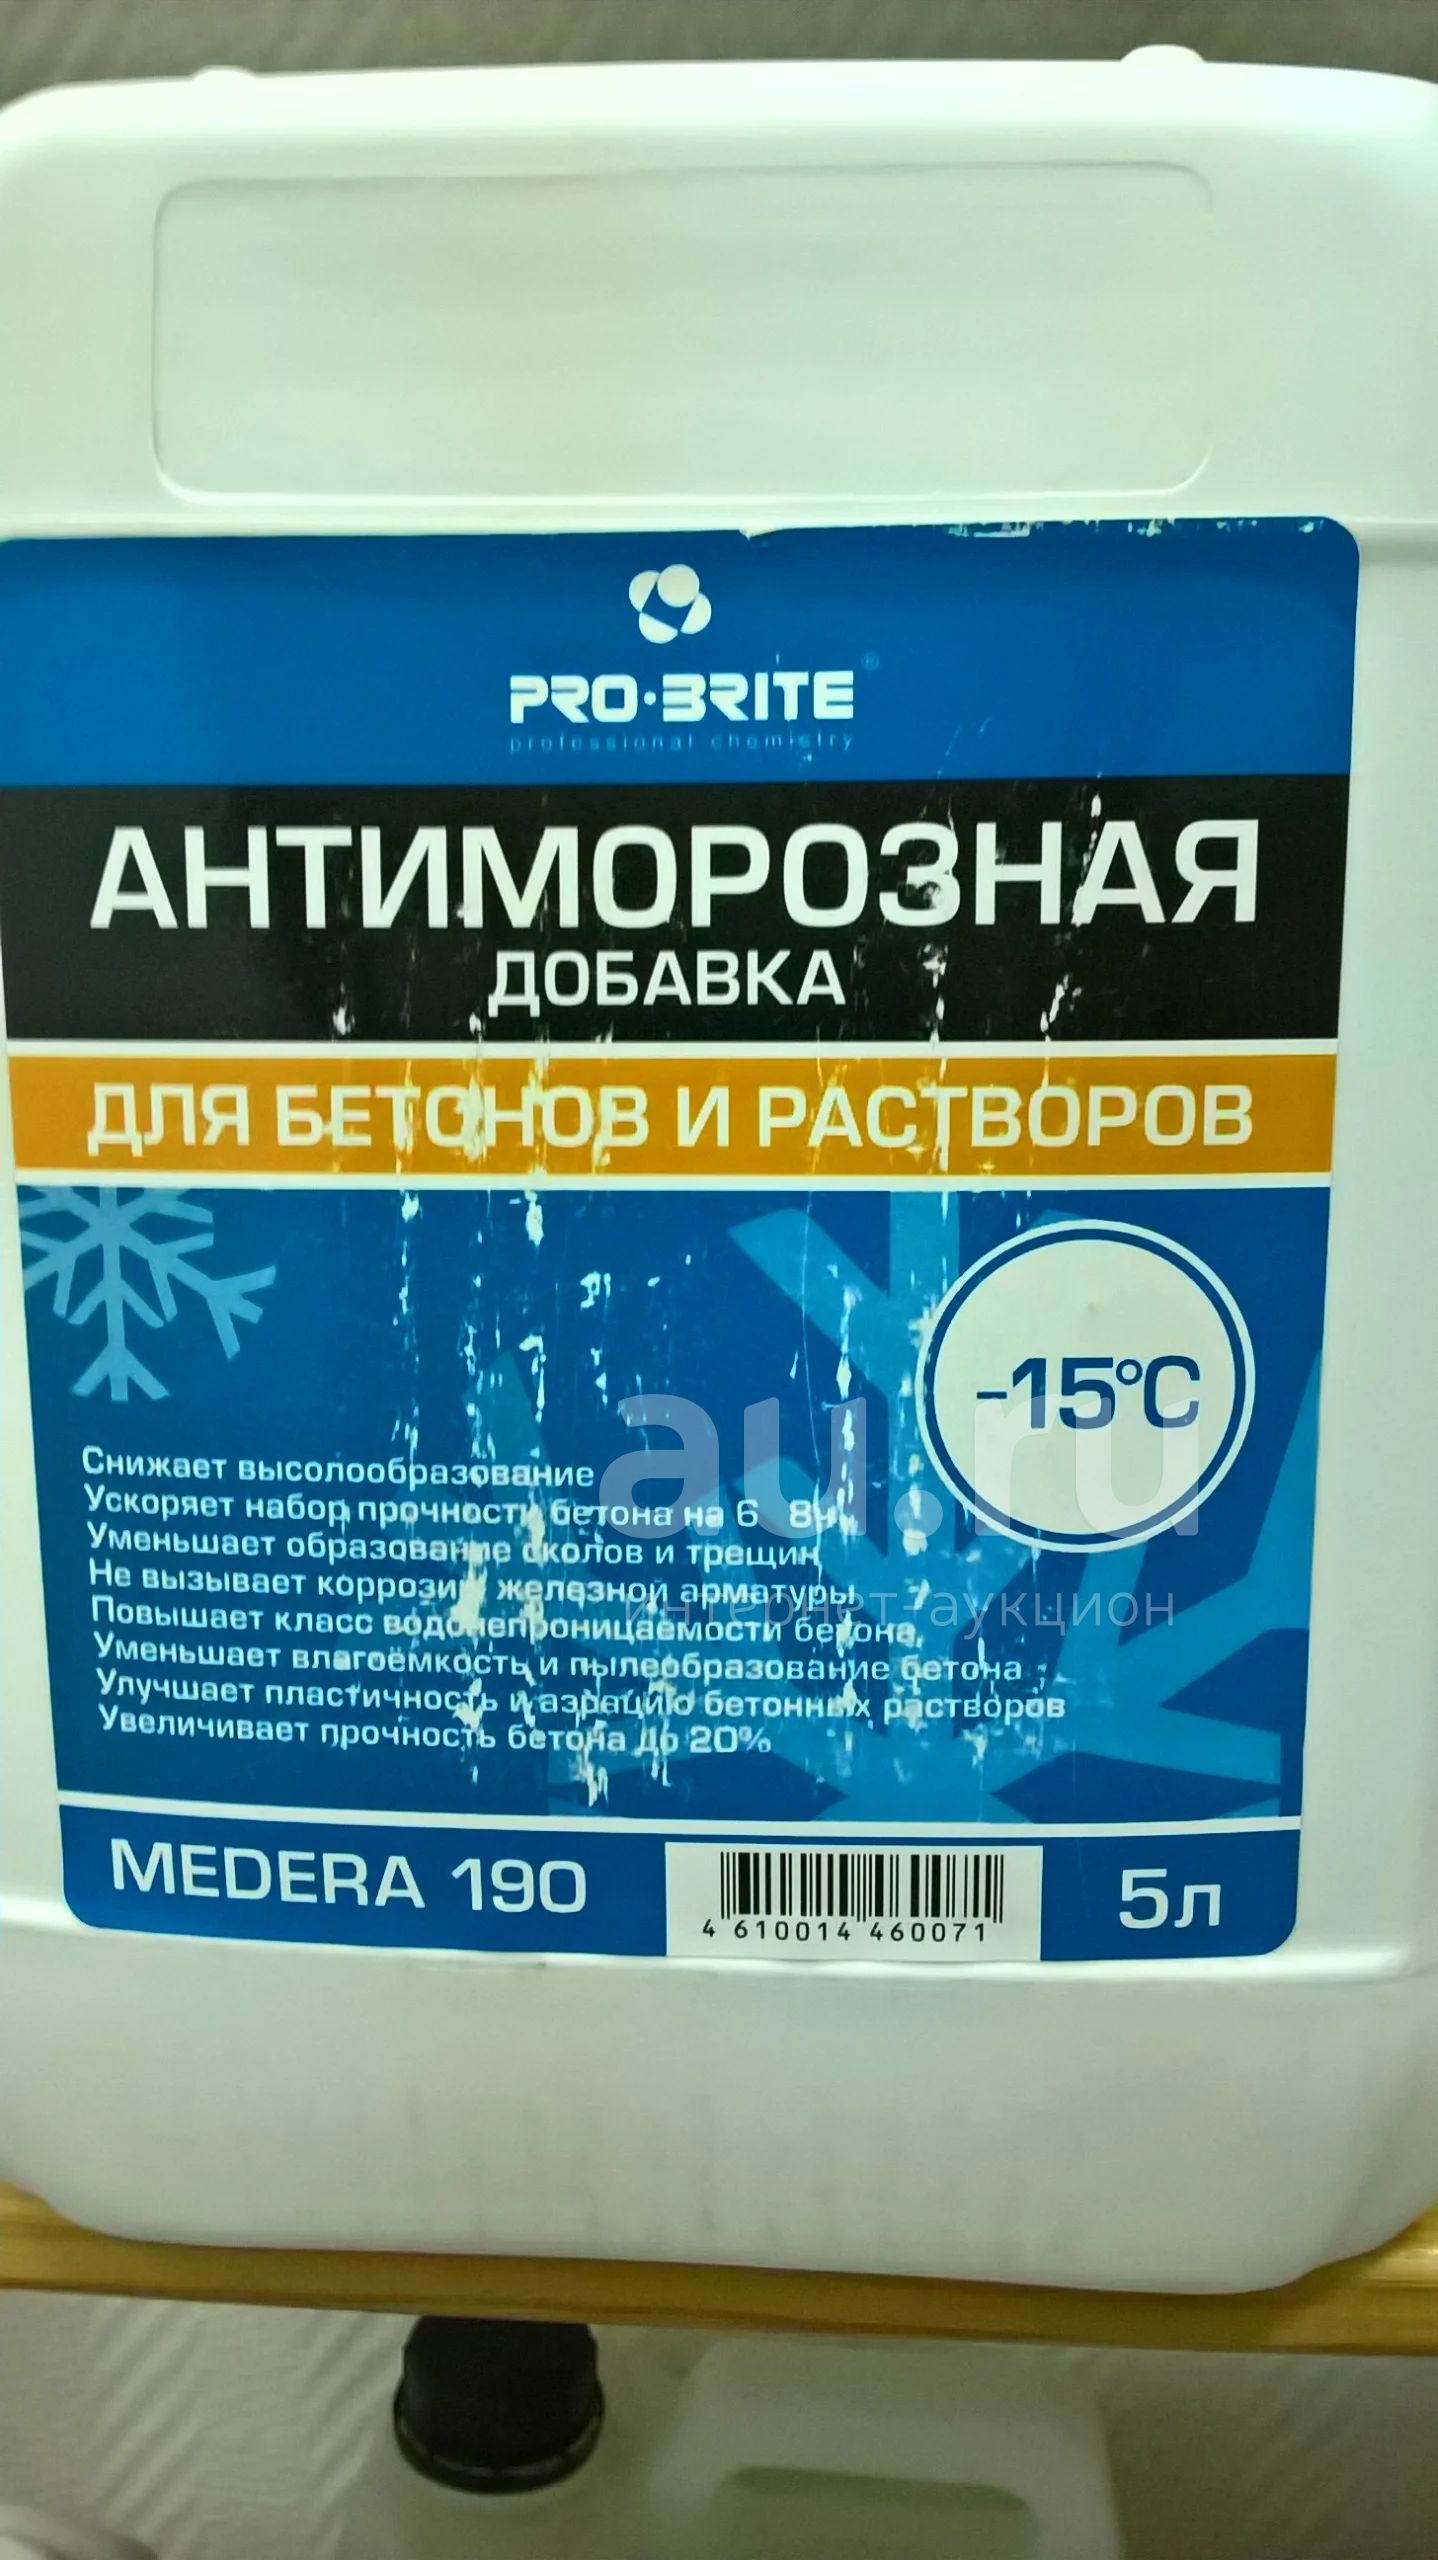 PRO·BRITE®
professional chemistry
АНТИМОРОЗНАЯ
ДОБАВКА
ДЛЯ БЕТОНОВ И РАСТВОРОВ
-15°C
Снижает высолообразование
Ускоряет набор прочности бетона на 6 8ч
Уменьшает образование сколов и трещин
Не вызывает коррозии железной арматуры
Повышает класс водонепроницаемости бетона
Уменьшает влагоёмкость и пылеобразование бетона
Улучшает пластичность и аэрацию бетонных растворов
Увеличивает прочность бетона до 20%
au.ru
интернет-аукцион
MEDERA 190
4 610014 460071
5л